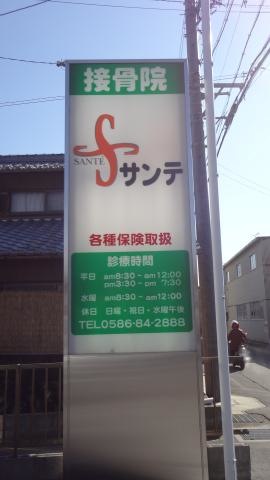 接骨院
SANTE
サンテ
各種保険取扱
診療時間
平日 am8:30 - am12:00
pm3:30 - pm 7:30
水曜 am8:30 - am12:00
休日 日曜・祝日・水曜午後
TEL0586-84-2888